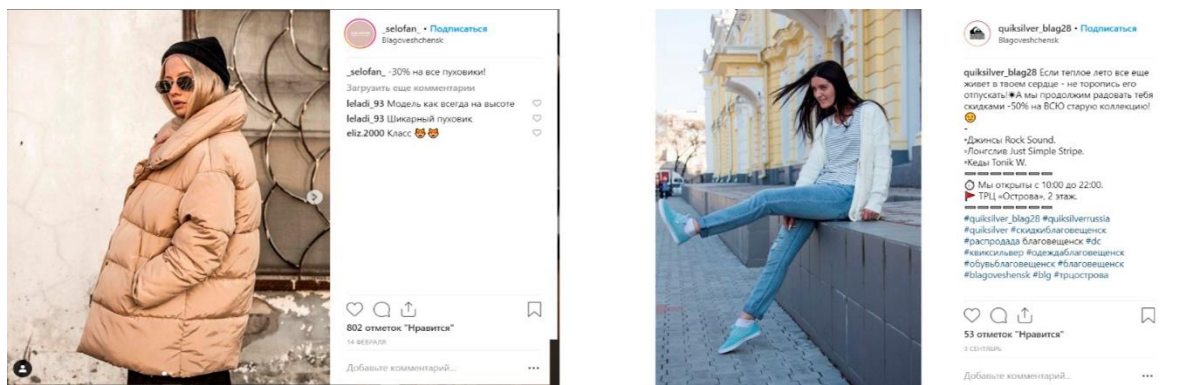 _selofan_ • Подписаться
Blagoveshchensk
_selofan_ -30% на все пуховики!
Загрузить еще комментарии
leladi_93 Модель как всегда на высоте
leladi_93 Шикарный пуховик
eliz.2000 Класс 😻😻
802 отметок "Нравится"
14 ФЕВРАЛЯ
Добавьте комментарий...
quiksilver_blag28 • Подписаться
Blagoveshchensk
quiksilver_blag28 Если теплое лето все еще
живет в твоем сердце - не торопись его
отпускать!☀А мы продолжим радовать тебя
скидками -50% на ВСЮ старую коллекцию!
-
•Джинсы Rock Sound.
•Лонгслив Just Simple Stripe.
•Кеды Tonik W.
Мы открыты с 10:00 до 22:00.
🚩 ТРЦ «Острова», 2 этаж.
#quiksilver_blag28 #quiksilverrussia
#quiksilver #скидкиблаговещенск
#распродада благовещенск #dc
#квиксильвер #одеждаблаговещенск
#обувьблаговещенск #благовещенск
#blagoveshensk #blg #трцострова
53 отметок "Нравится"
3 СЕНТЯБРЬ
Добавьте комментарий...